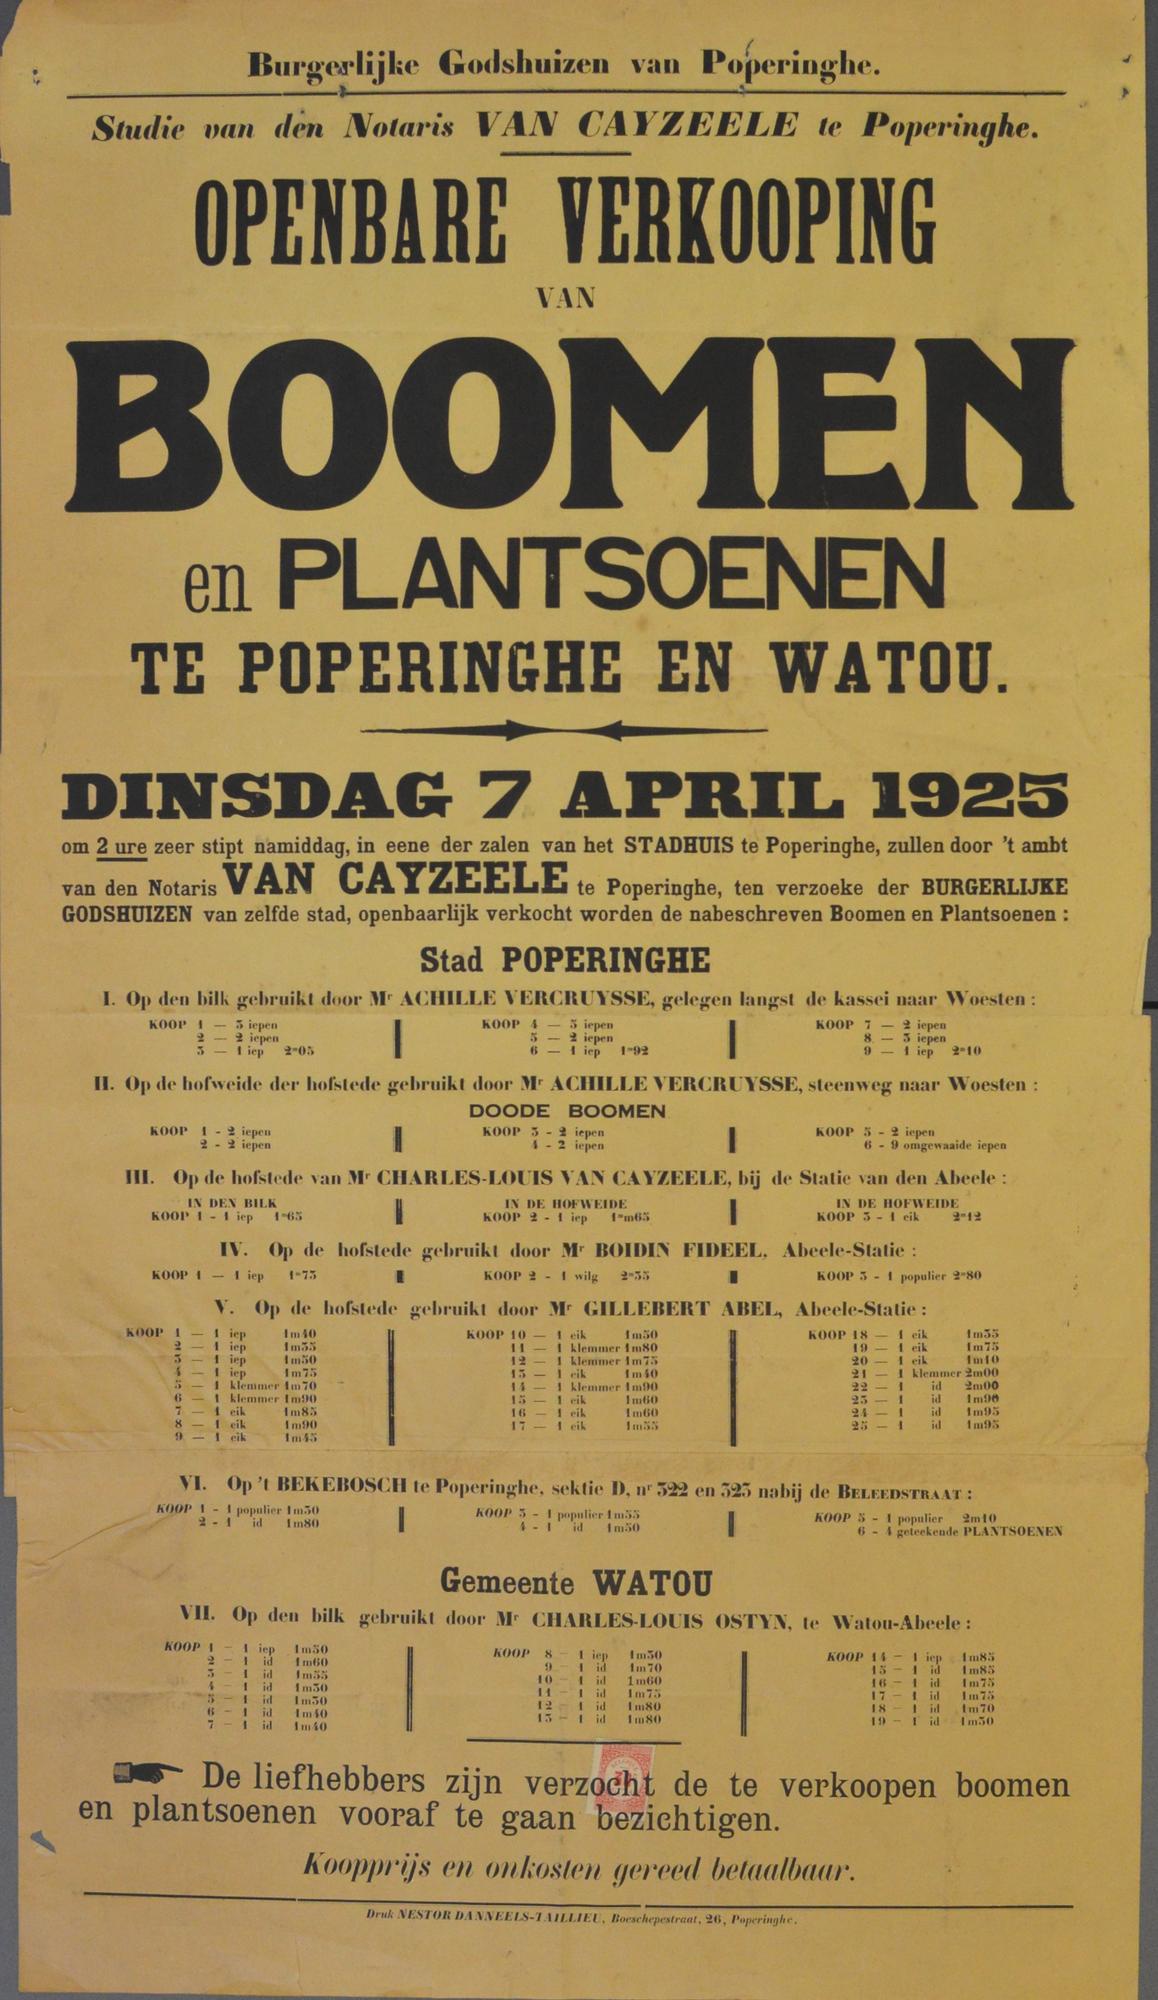 Burgerlijke Godshuizen van Poperinghe.
Studie van den Notaris VAN CAYZEELE te Poperinghe.
OPENBARE VERKOOPING
VAN
BOOMEN
en PLANTSOENEN
TE POPERINGHE EN WATOU.
DINSDAG 7 APRIL 1925
om 2 ure zeer stipt namiddag, in eene der zalen van het STADHUIS te Poperinghe, zullen door 't ambt
van den Notaris VAN CAYZEELE te Poperinghe, ten verzoeke der BURGERLIJKE
GODSHUIZEN van zelfde stad, openbaarlijk verkocht worden de nabeschreven Boomen en Plantsoenen :
Stad POPERINGHE
I. Op den bilk gebruikt door Mr ACHILLE VERCRUYSSE, gelegen langst de kassei naar Woesten :
KOOP 1 — 3 iepen
2 — 2 iepen
3 — 1 iep 2m05
KOOP 4 — 3 iepen
5 — 2 iepen
6 — 1 iep 1m92
KOOP 7 — 2 iepen
8 — 3 iepen
9 — 1 iep 2m10
II. Op de hofweide der hofstede gebruikt door Mr ACHILLE VERCRUYSSE, steenweg naar Woesten :
DOODE BOOMEN
KOOP 1 - 2 iepen
2 - 2 iepen
KOOP 3 - 2 iepen
4 - 2 iepen
KOOP 5 - 2 iepen
6 - 9 omgewaaide iepen
III. Op de hofstede van Mr CHARLES-LOUIS VAN CAYZEELE, bij de Statie van den Abeele :
IN DEN BILK
KOOP 1 - 1 iep 1m65
IN DE HOFWEIDE
KOOP 2 - 1 iep 1mm65
IN DE HOFWEIDE
KOOP 3 - 1 eik 2m12
IV. Op de hofstede gebruikt door Mr BOIDIN FIDEEL, Abeele-Statie :
KOOP 1 — 1 iep 1m75
KOOP 2 - 1 wilg 2m35
KOOP 3 - 1 populier 2m80
V. Op de hofstede gebruikt door Mr GILLEBERT ABEL, Abeele-Statie :
KOOP 1 — 1 iep 1m40
2 — 1 iep 1m35
3 — 1 iep 1m50
4 — 1 iep 1m75
5 — 1 klemmer 1m70
6 — 1 klemmer 1m90
7 — 1 eik 1m85
8 — 1 eik 1m90
9 — 1 eik 1m45
KOOP 10 — 1 eik 1m50
11 — 1 klemmer 1m80
12 — 1 klemmer 1m75
13 — 1 eik 1m40
14 — 1 klemmer 1m90
15 — 1 eik 1m60
16 — 1 eik 1m60
17 — 1 eik 1m55
KOOP 18 — 1 eik 1m35
19 — 1 eik 1m75
20 — 1 eik 1m10
21 — 1 klemmer 2m00
22 — 1 id 2m00
23 — 1 id 1m90
24 — 1 id 1m95
25 — 1 id 1m95
VI. Op 't BEKEBOSCH te Poperinghe, sektie D, nr 322 en 323 nabij de BELEEDSTRAAT :
KOOP 1 - 1 populier 1m50
2 - 1 id 1m80
KOOP 3 - 1 populier 1m55
4 - 1 id 1m50
KOOP 5 - 1 populier 2m10
6 - 4 geteekende PLANTSOENEN
Gemeente WATOU
VII. Op den bilk gebruikt door Mr CHARLES-LOUIS OSTYN, te Watou-Abeele :
KOOP 1 — 1 iep 1m50
2 — 1 id 1m60
3 — 1 id 1m55
4 — 1 id 1m50
5 — 1 id 1m50
6 — 1 id 1m40
7 — 1 id 1m40
KOOP 8 — 1 iep 1m50
9 — 1 id 1m70
10 — 1 id 1m60
11 — 1 id 1m75
12 — 1 id 1m80
13 — 1 id 1m80
KOOP 14 — 1 iep 1m85
15 — 1 id 1m85
16 — 1 id 1m75
17 — 1 id 1m75
18 — 1 id 1m70
19 — 1 id 1m50
De liefhebbers zijn verzocht de te verkoopen boomen
en plantsoenen vooraf te gaan bezichtigen.
Koopprijs en onkosten gereed betaalbaar.
Druk NESTOR DANNEELS-TAILLIEU, Boeschepestraat, 26, Poperinghe.